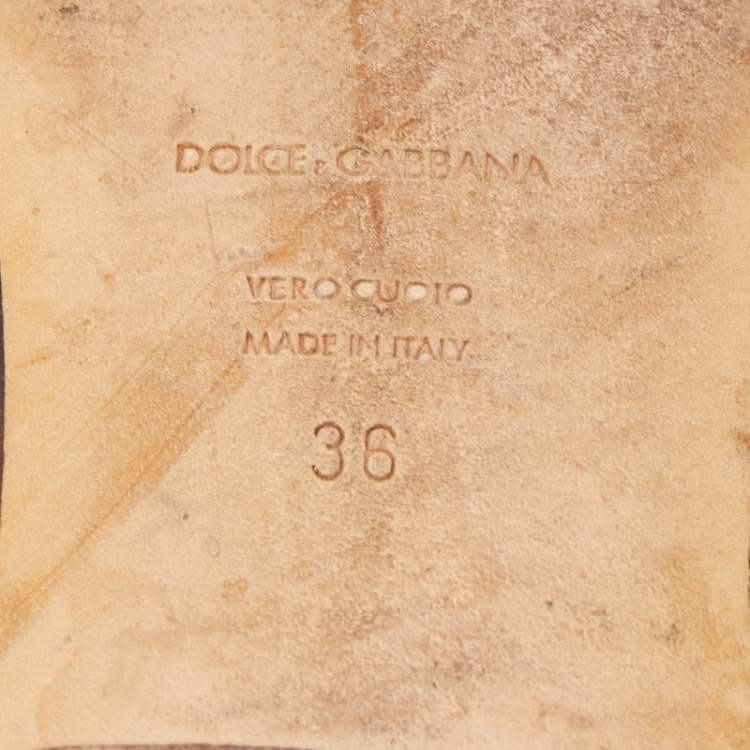 DOLCE & GABBANA
VERO CUOIO
MADE IN ITALY
36